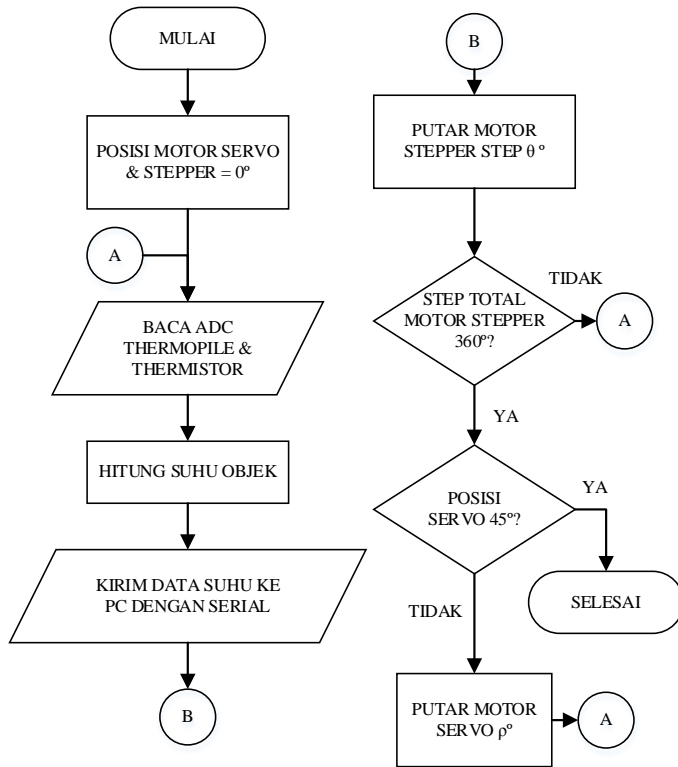 MULAI
POSISI MOTOR SERVO
& STEPPER = 0º
A
BACA ADC
THERMOPILE &
THERMISTOR
HITUNG SUHU OBJEK
KIRIM DATA SUHU KE
PC DENGAN SERIAL
B
B
PUTAR MOTOR
STEPPER STEP θ º
STEP TOTAL
MOTOR STEPPER
360º?
TIDAK
A
YA
POSISI
SERVO 45º?
YA
SELESAI
TIDAK
PUTAR MOTOR
SERVO ρº
A